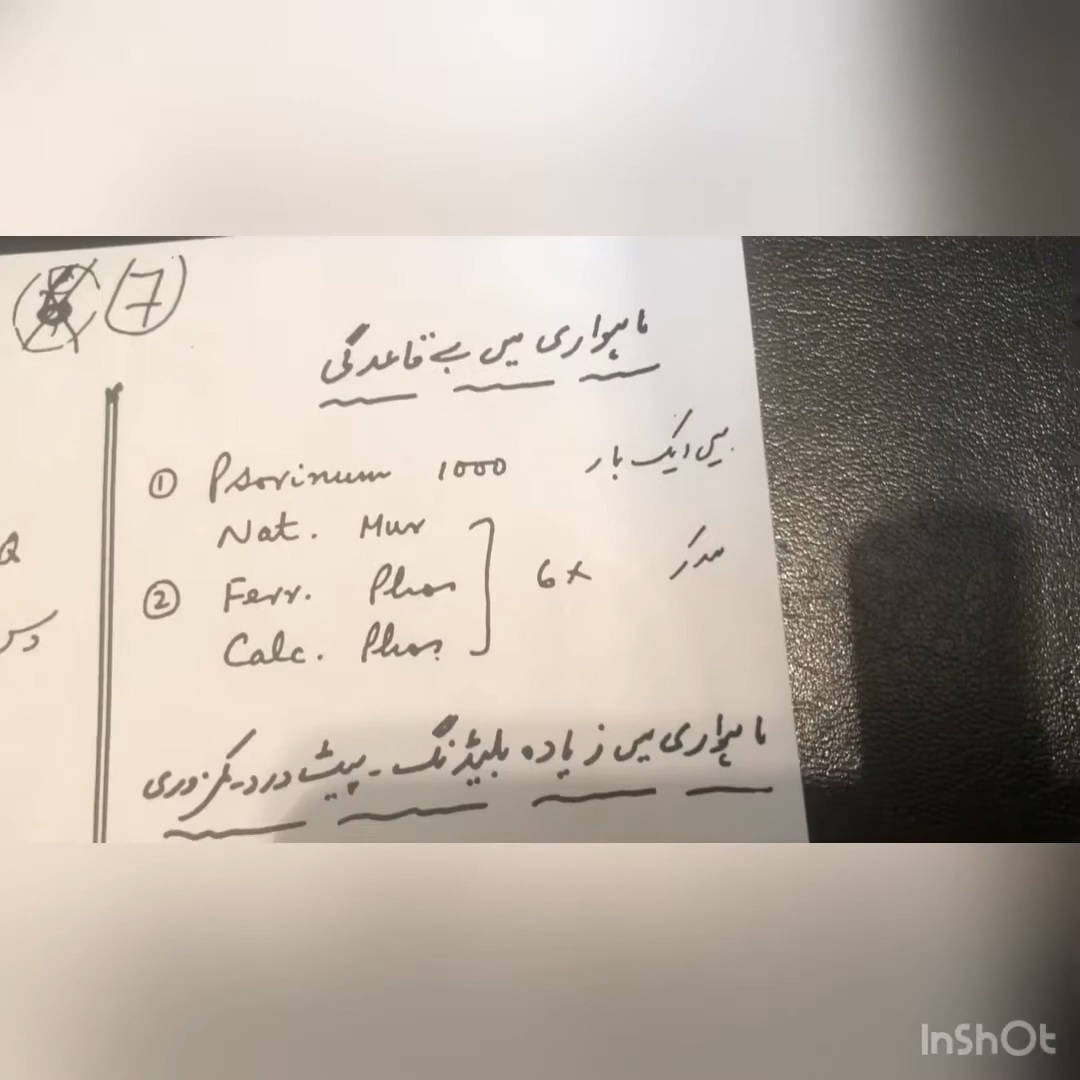 7
ماہواری میں بے قاعدگی
① Psorinum 1000 میں ایک بار
Nat. Mur
② Ferr. Phos 6x
Calc. Phos
ماہواری میں زیادہ بلیڈنگ - پیٹ درد - کمزوری
Q
دس
InShOt